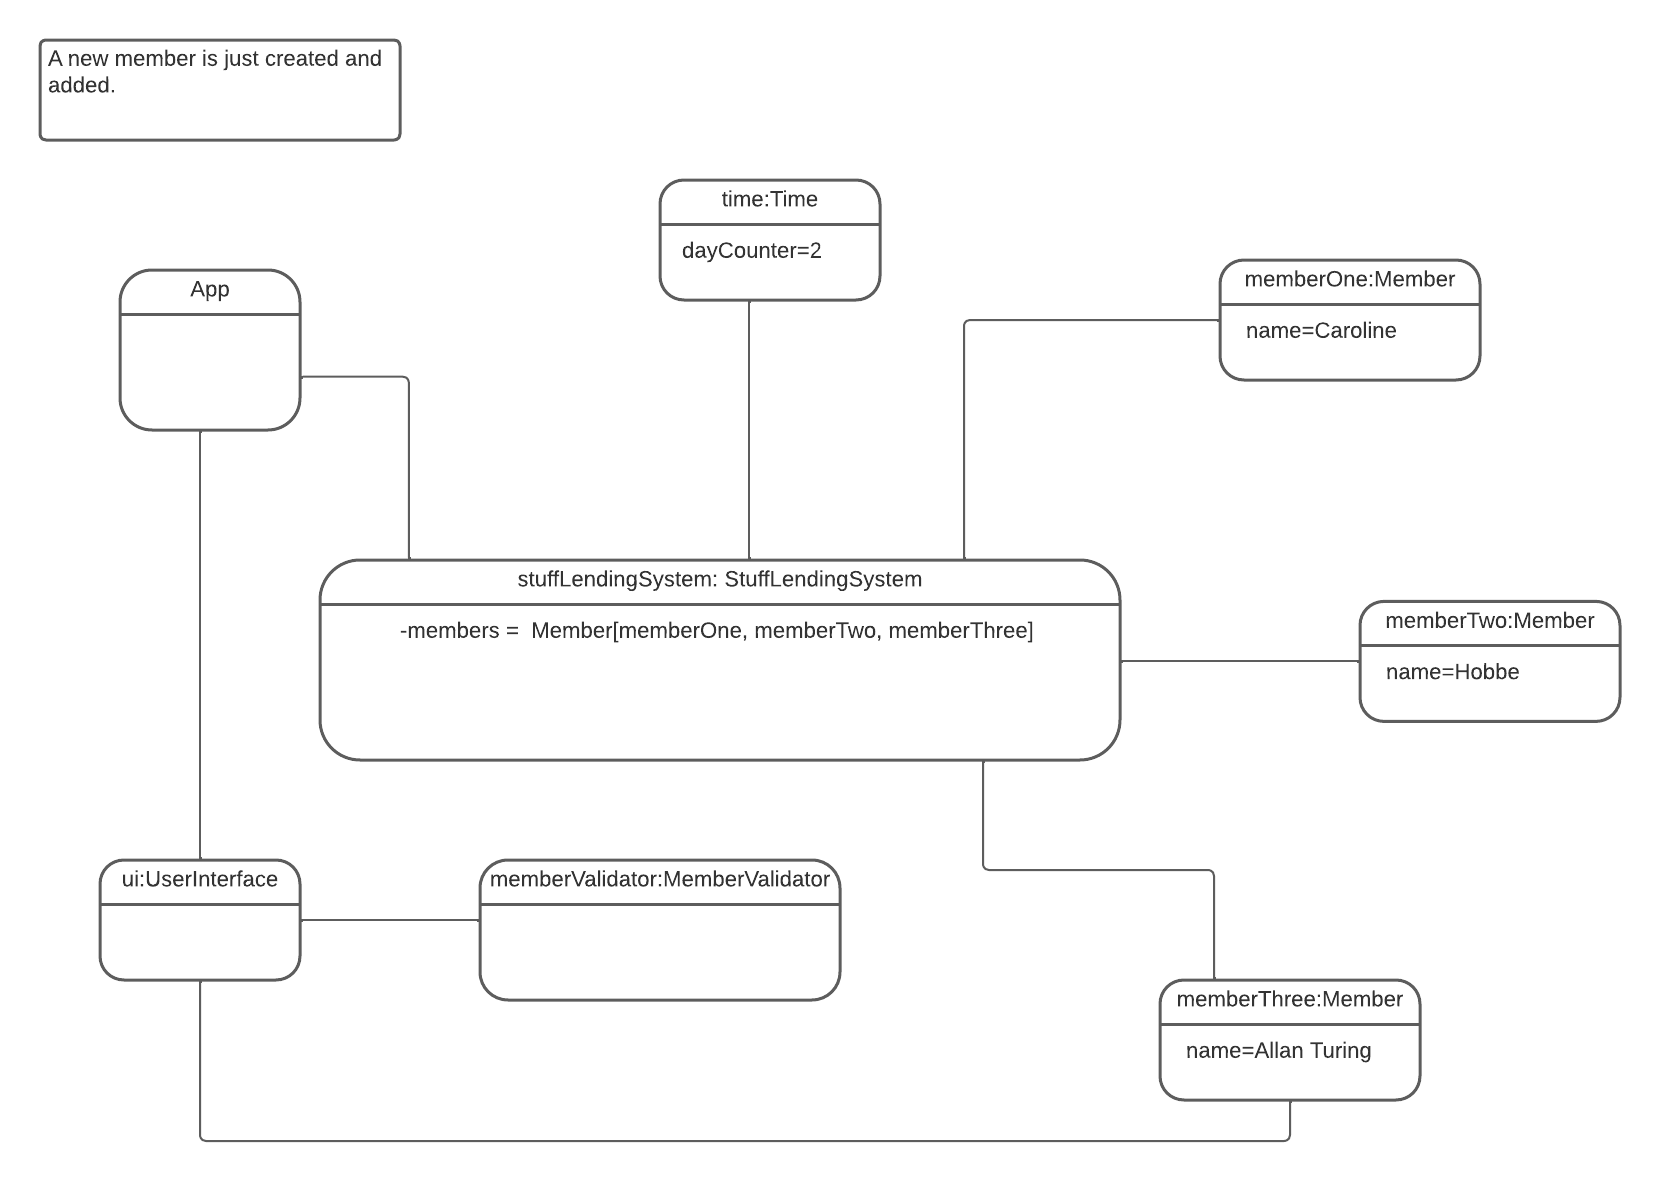 A new member is just created and
added.
time:Time
dayCounter=2
App
memberOne:Member
name=Caroline
stuffLendingSystem: StuffLendingSystem
-members =  Member[memberOne, memberTwo, memberThree]
memberTwo:Member
name=Hobbe
ui:UserInterface
memberValidator:MemberValidator
memberThree:Member
name=Allan Turing